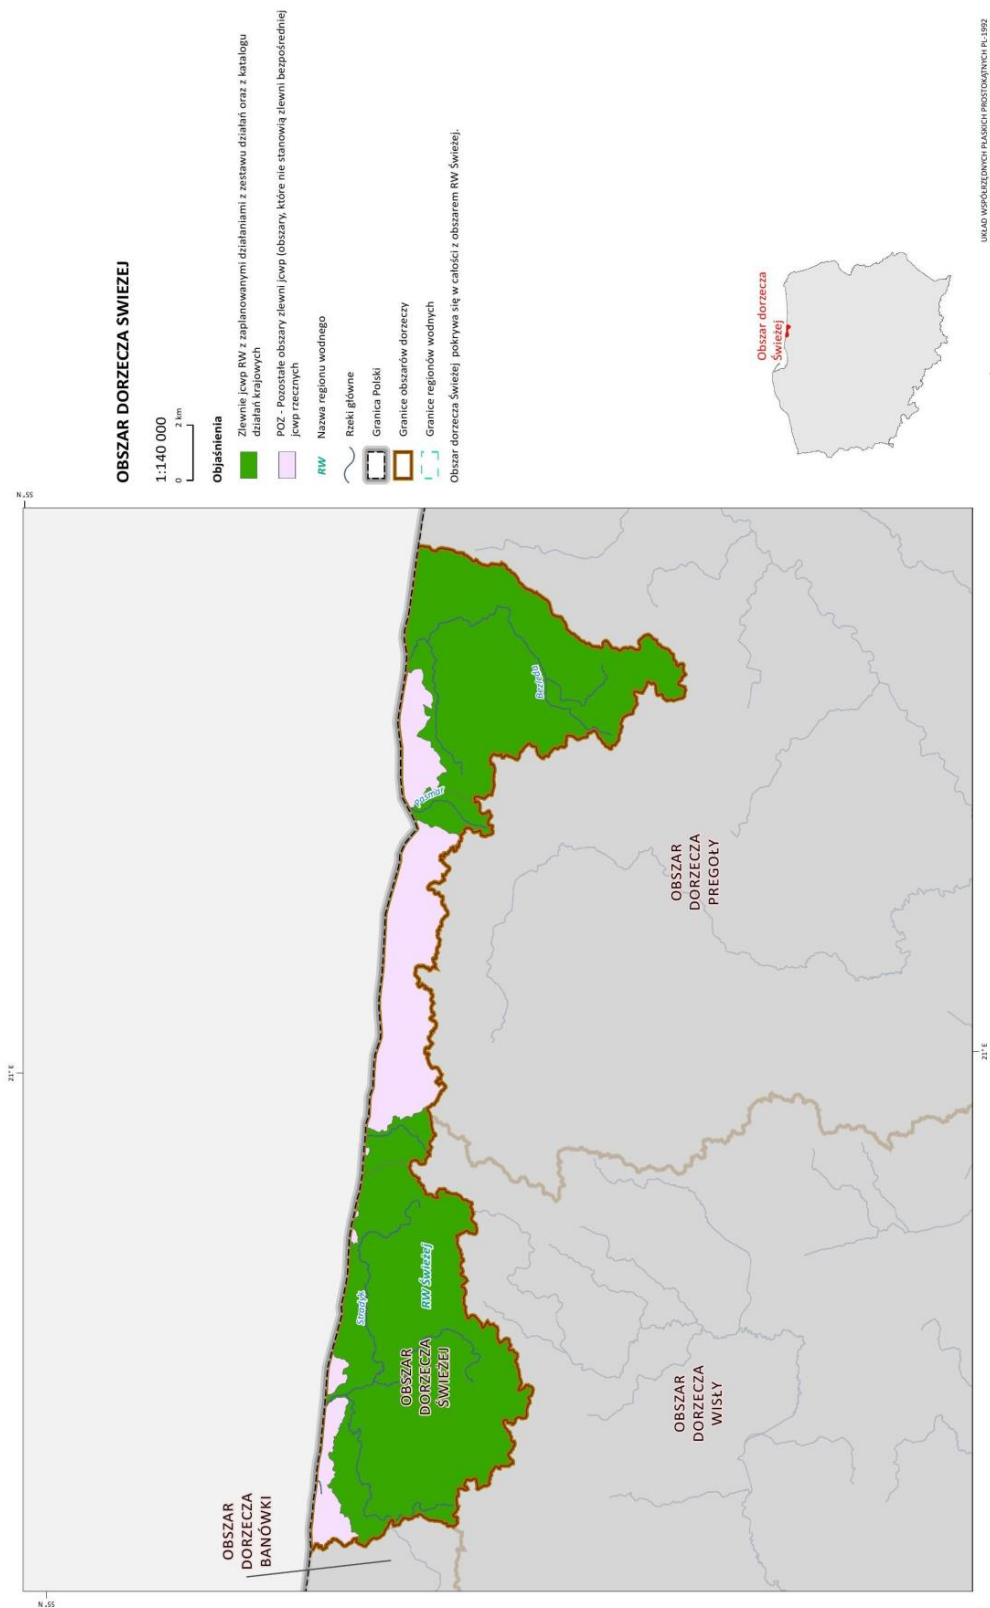 OBSZAR DORZECZA ŚWIEŻEJ
1:140 000
0 2 km
Objaśnienia
Zlewnie jcwp RW z zaplanowanymi działaniami z zestawu działań oraz z katalogu
działań krajowych
POZ - Pozostałe obszary zlewni jcwp (obszary, które nie stanowią zlewni bezpośredniej
jcwp rzecznych
RW Nazwa regionu wodnego
Rzeki główne
Granica Polski
Granice obszarów dorzeczy
Granice regionów wodnych
Obszar dorzecza Świeżej pokrywa się w całości z obszarem RW Świeżej.
Obszar dorzecza
Świeżej
UKŁAD WSPÓŁRZĘDNYCH PŁASKICH PROSTOKĄTNYCH PL-1992
21° E
OBSZAR
DORZECZA
BANÓWKI
Stradyk
RW Świeżej
OBSZAR
DORZECZA
ŚWIEŻEJ
Pasmar
Bezleda
OBSZAR
DORZECZA
WISŁY
OBSZAR
DORZECZA
PREGOŁY
21° E